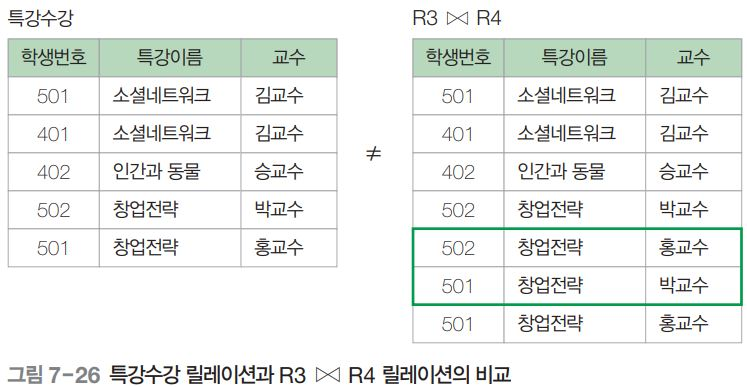 특강수강
학생번호 특강이름 교수
501 소셜네트워크 김교수
401 소셜네트워크 김교수
402 인간과 동물 승교수
502 창업전략 박교수
501 창업전략 홍교수
≠
R3 ⋈ R4
학생번호 특강이름 교수
501 소셜네트워크 김교수
401 소셜네트워크 김교수
402 인간과 동물 승교수
502 창업전략 박교수
502 창업전략 홍교수
501 창업전략 박교수
501 창업전략 홍교수
그림 7-26 특강수강 릴레이션과 R3 ⋈ R4 릴레이션의 비교